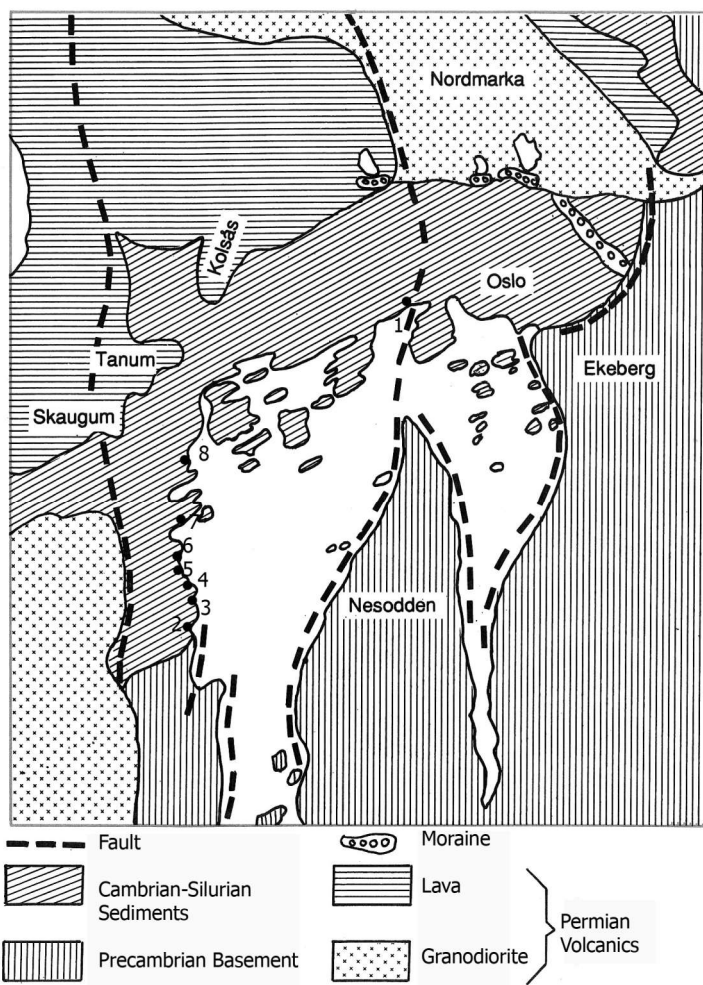 Nordmarka
Kolsås
Oslo
1
Tanum
Ekeberg
Skaugum
8
7
6
5
4
Nesodden
3
2
Fault
Moraine
Cambrian-Silurian
Sediments
Lava
Permian
Volcanics
Precambrian Basement
Granodiorite